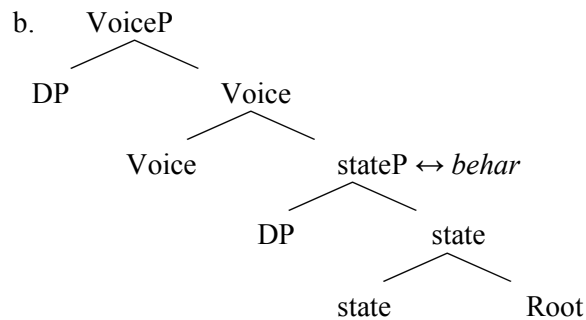 b. VoiceP
DP Voice
Voice stateP ↔ behar
DP state
state Root